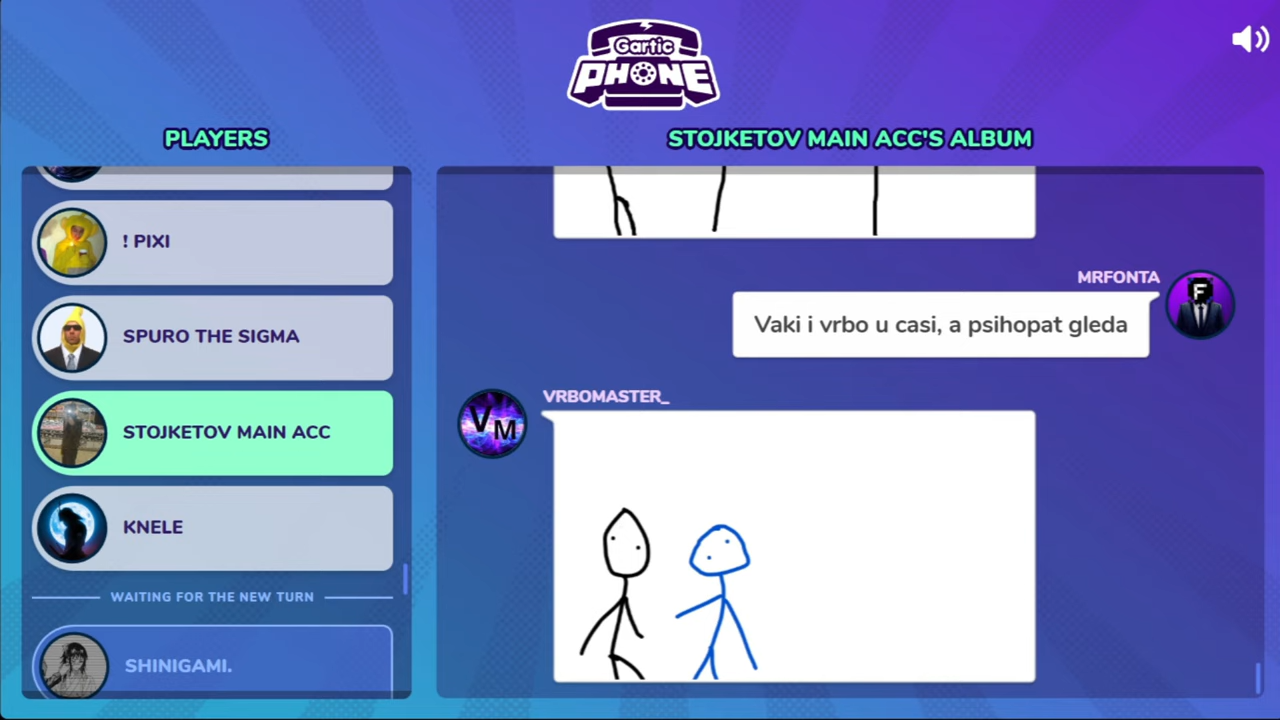 Gartic
PHONE
PLAYERS
STOJKETOV MAIN ACC'S ALBUM
! PIXI
SPURO THE SIGMA
STOJKETOV MAIN ACC
KNELE
WAITING FOR THE NEW TURN
SHINIGAMI.
MRFONTA
F
Vaki i vrbo u casi, a psihopat gleda
VRBOMASTER_
VM